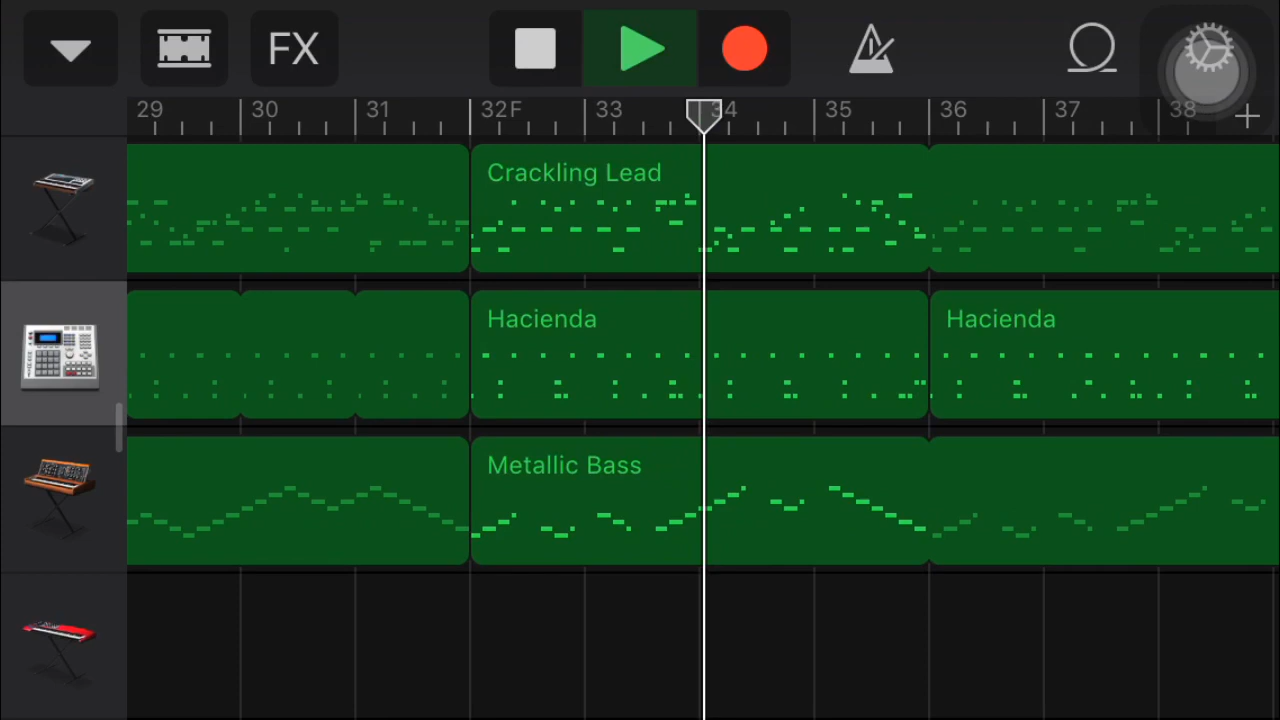 FX
29 30 31 32F 33 34 35 36 37 38
Crackling Lead
Hacienda Hacienda
Metallic Bass